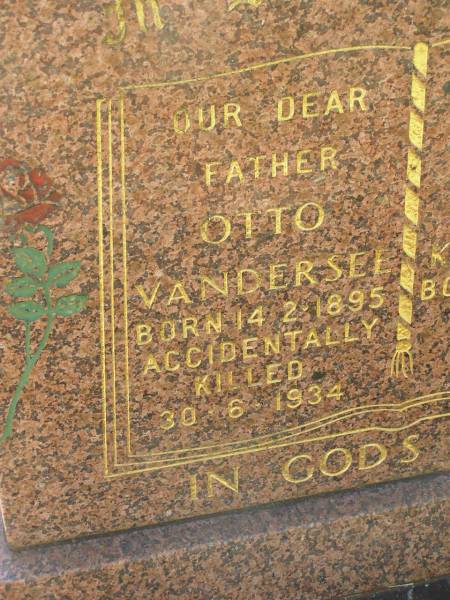 OUR DEAR
FATHER
OTTO
VANDERSEE
BORN 14.2.1895
ACCIDENTALLY
KILLED
30.6.1934
IN GODS